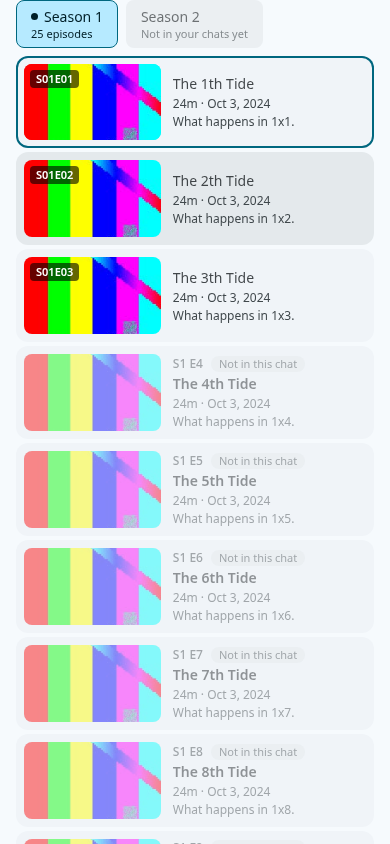 Season 1
25 episodes
Season 2
Not in your chats yet
S01E01
The 1th Tide
24m · Oct 3, 2024
What happens in 1x1.
S01E02
The 2th Tide
24m · Oct 3, 2024
What happens in 1x2.
S01E03
The 3th Tide
24m · Oct 3, 2024
What happens in 1x3.
S1 E4 Not in this chat
The 4th Tide
24m · Oct 3, 2024
What happens in 1x4.
S1 E5 Not in this chat
The 5th Tide
24m · Oct 3, 2024
What happens in 1x5.
S1 E6 Not in this chat
The 6th Tide
24m · Oct 3, 2024
What happens in 1x6.
S1 E7 Not in this chat
The 7th Tide
24m · Oct 3, 2024
What happens in 1x7.
S1 E8 Not in this chat
The 8th Tide
24m · Oct 3, 2024
What happens in 1x8.